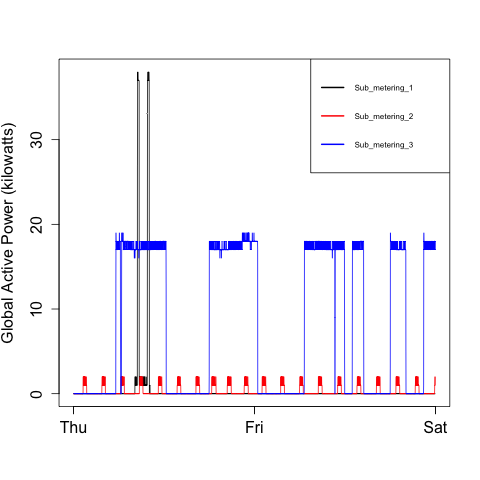 Global Active Power (kilowatts)
30
20
10
0
Thu
Fri
Sat
Sub_metering_1
Sub_metering_2
Sub_metering_3